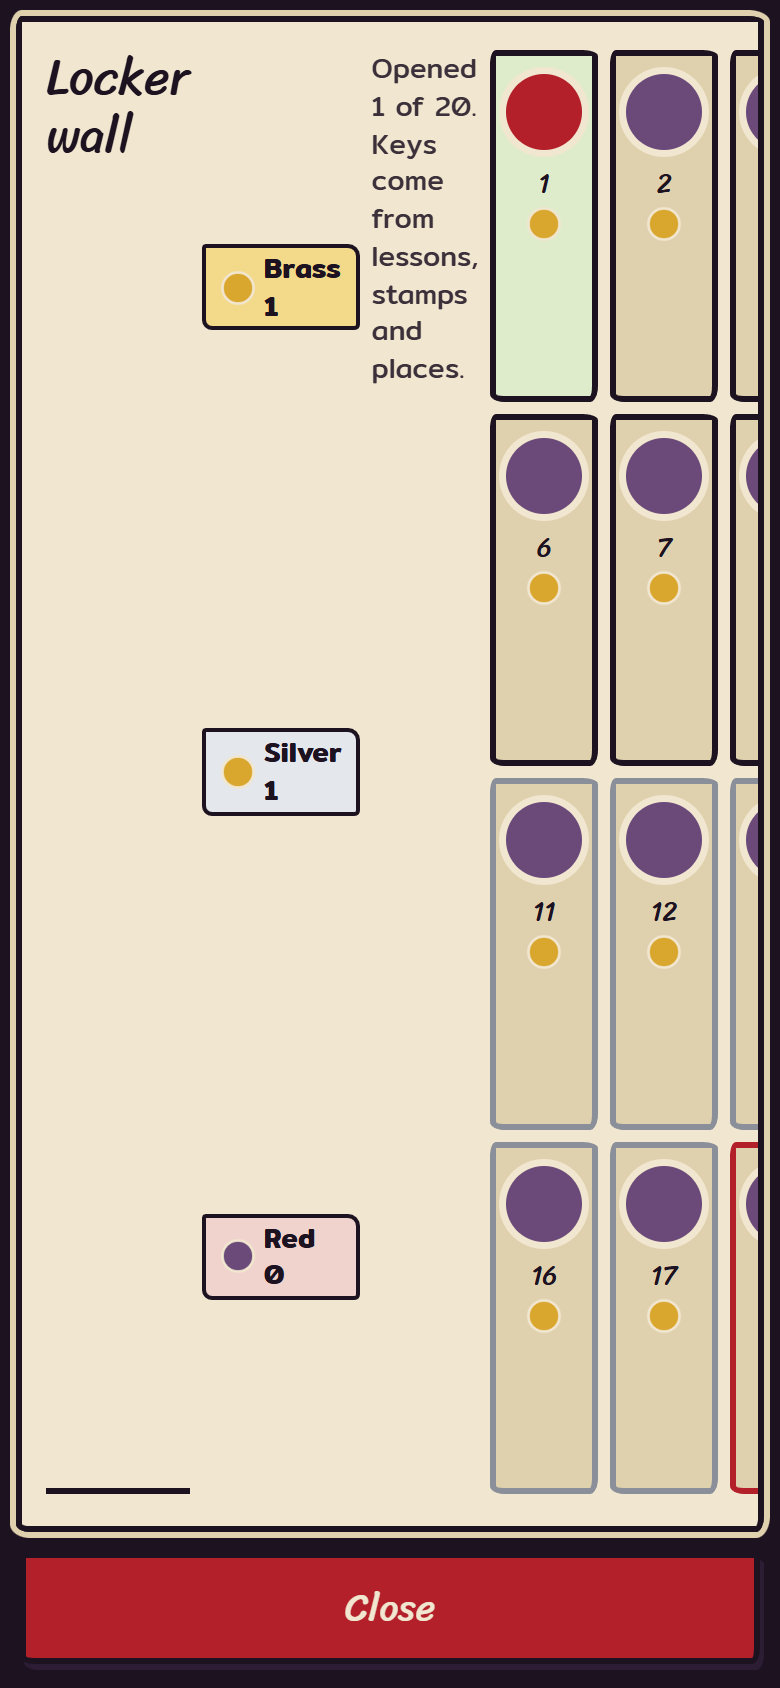 Locker
wall
Brass
1
Silver
1
Red
0
Opened
1 of 20.
Keys
come
from
lessons,
stamps
and
places.
1
2
6
7
11
12
16
17
Close